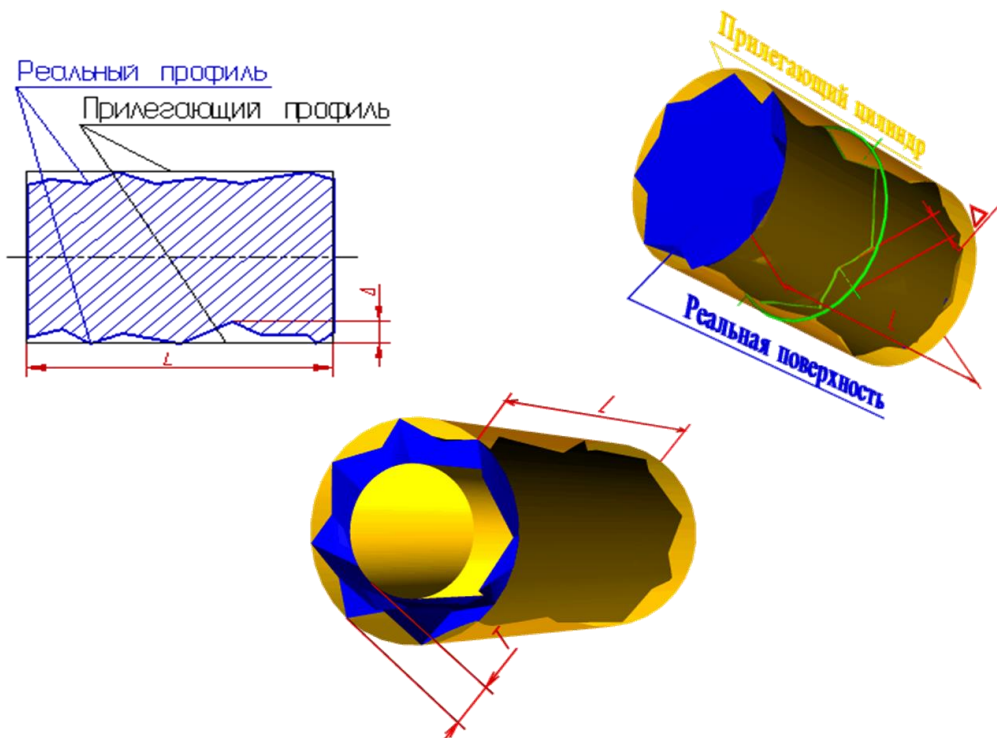 Реальный профиль
Прилегающий профиль
Δ
L
Прилегающий цилиндр
Δ
L
Реальная поверхность
L
T